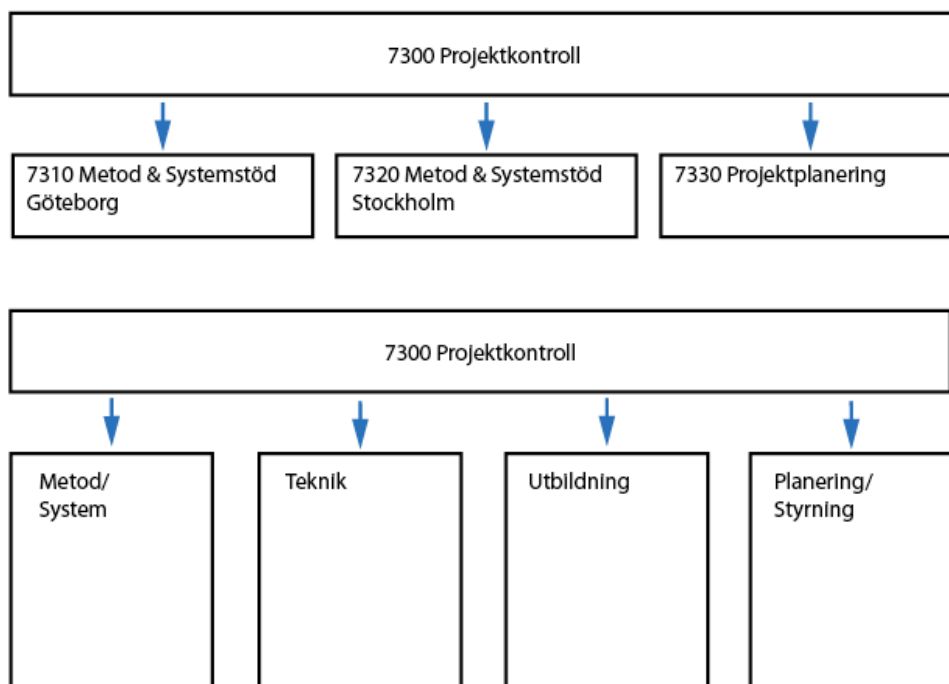 7300 Projektkontroll
7310 Metod & Systemstöd
Göteborg
7320 Metod & Systemstöd
Stockholm
7330 Projektplanering
7300 Projektkontroll
Metod/
System
Teknik
Utbildning
Planering/
Styrning